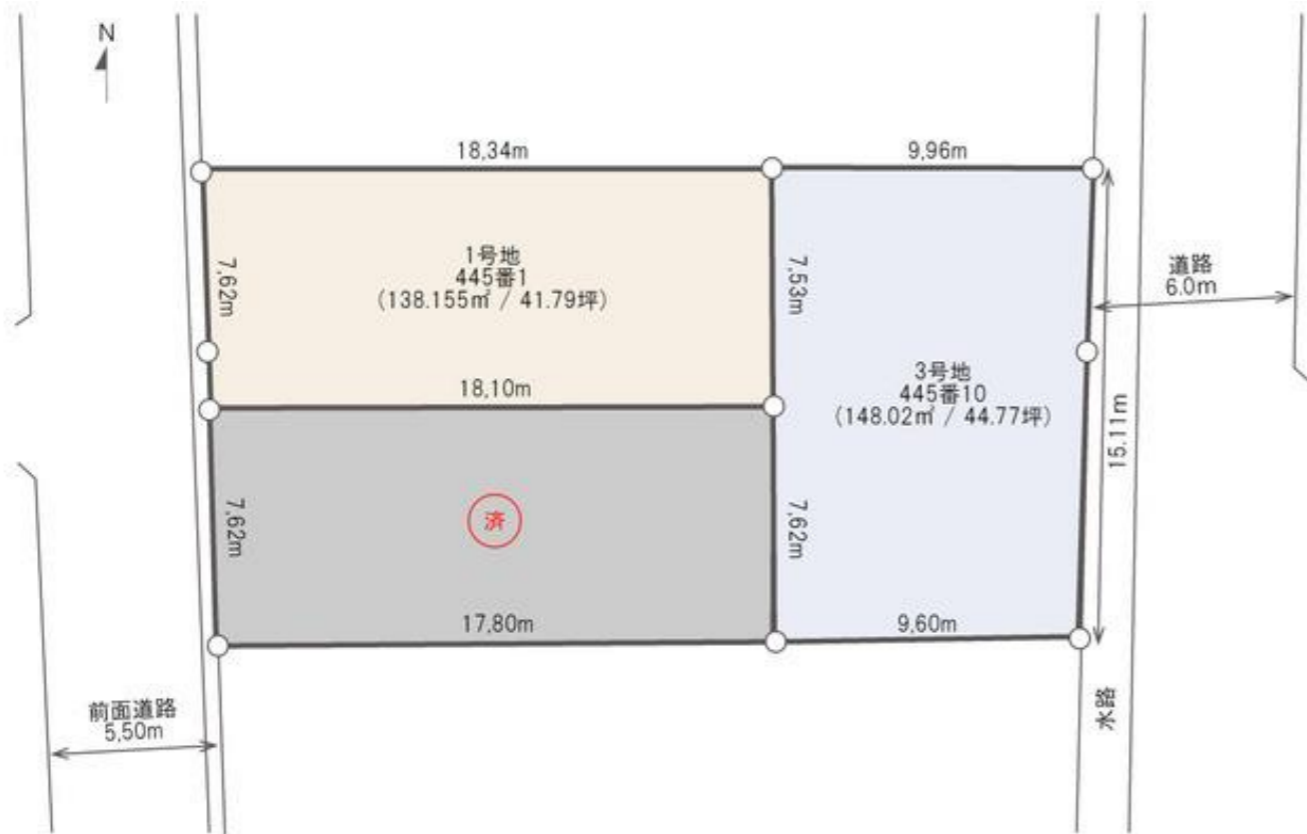 N
18,34m
9,96m
1号地
445番1
(138.155㎡ / 41.79坪)
7,62m
7,53m
道路
6.0m
3号地
445番10
(148.02㎡ / 44.77坪)
18,10m
15.11m
済
7,62m
7,62m
17,80m
9,60m
前面道路
5,50m
水路